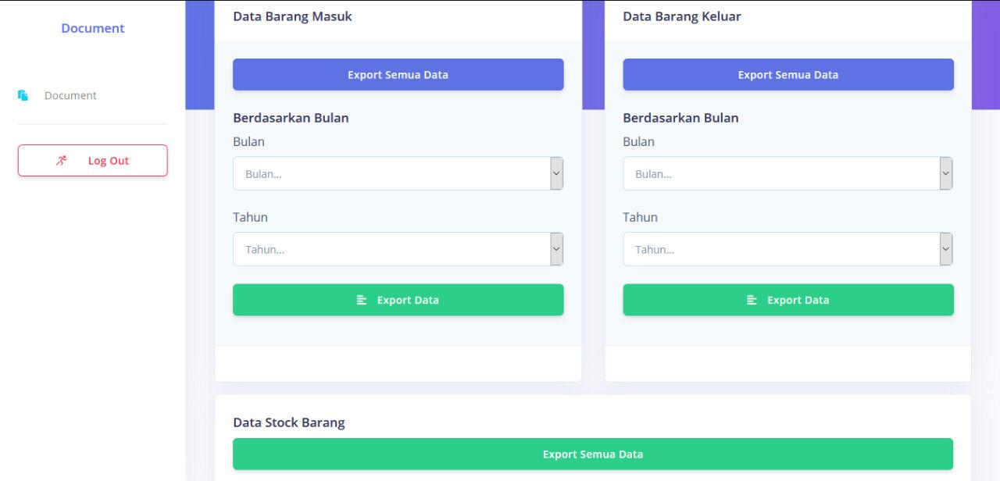 Document
Document
Log Out
Data Barang Masuk
Export Semua Data
Berdasarkan Bulan
Bulan
Bulan...
Tahun
Tahun...
Export Data
Data Barang Keluar
Export Semua Data
Berdasarkan Bulan
Bulan
Bulan...
Tahun
Tahun...
Export Data
Data Stock Barang
Export Semua Data